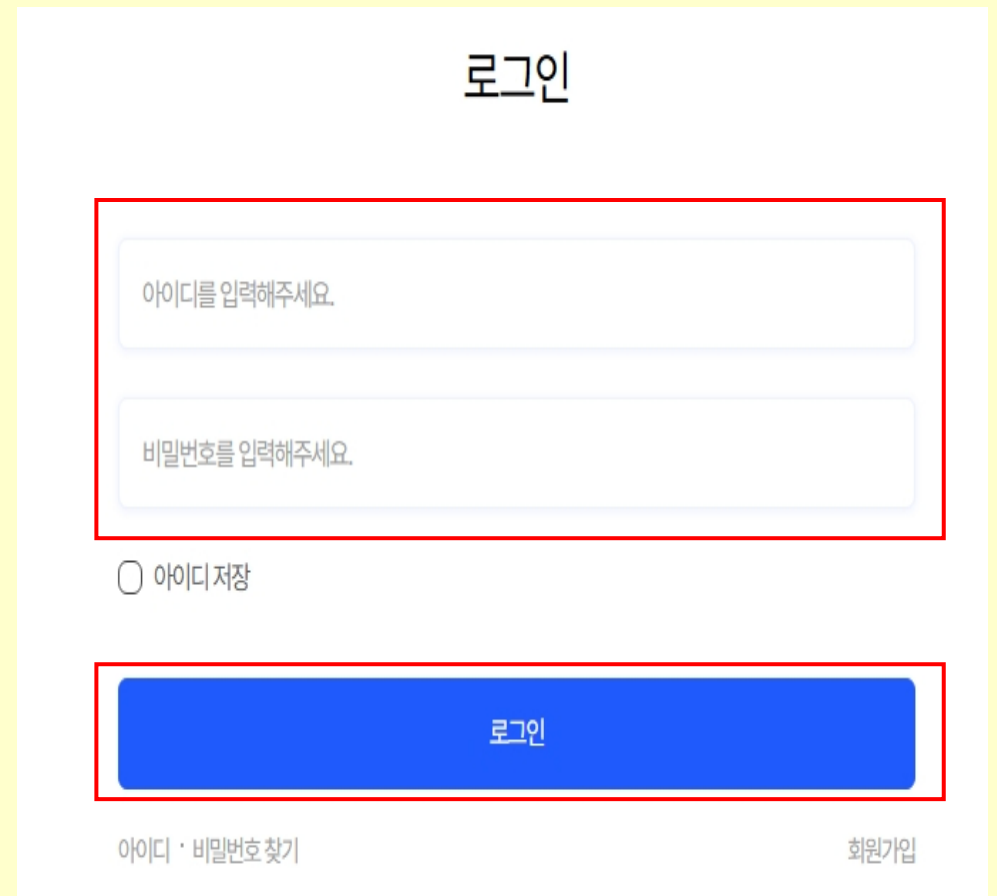 로그인
아이디를 입력해주세요.
비밀번호를 입력해주세요.
아이디 저장
로그인
아이디 · 비밀번호 찾기
회원가입